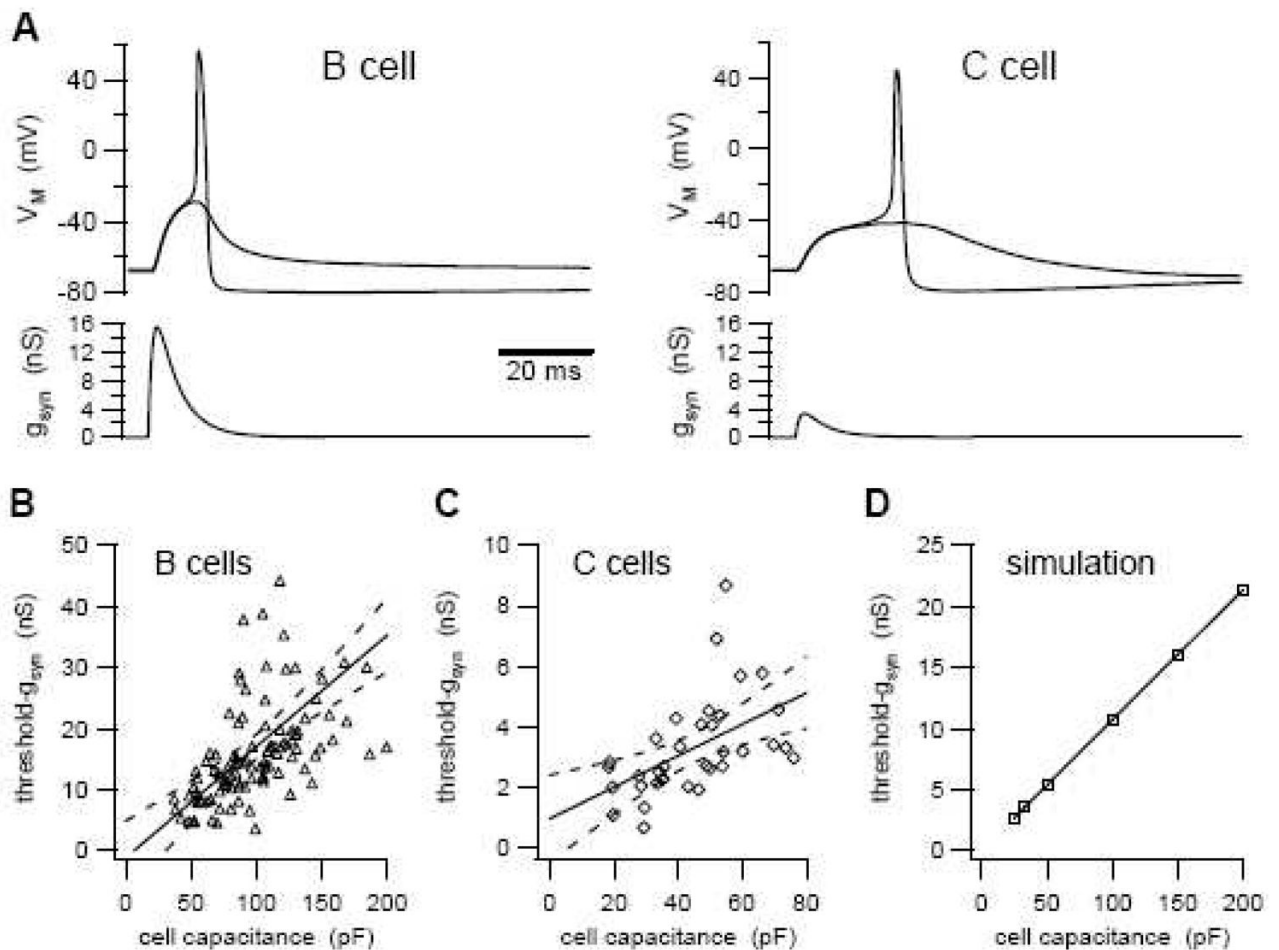 A
B cell
C cell
V_M (mV)
40
0
-40
-80
V_M (mV)
40
0
-40
-80
g_syn (nS)
16
12
8
4
0
20 ms
g_syn (nS)
16
12
8
4
0
B
B cells
threshold-g_syn (nS)
50
40
30
20
10
0
0 50 100 150 200
cell capacitance (pF)
C
C cells
threshold-g_syn (nS)
10
8
6
4
2
0
0 20 40 60 80
cell capacitance (pF)
D
simulation
threshold-g_syn (nS)
25
20
15
10
5
0
0 50 100 150 200
cell capacitance (pF)